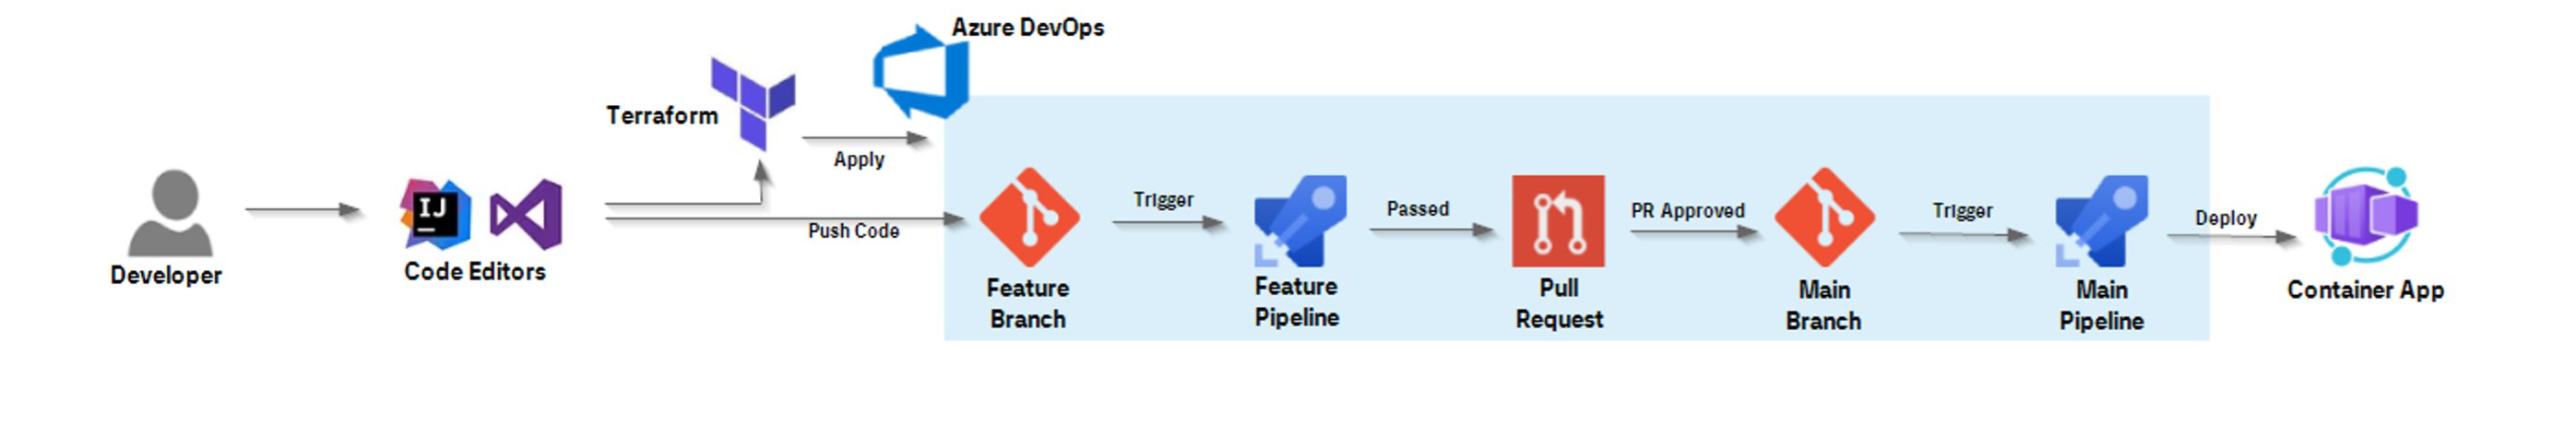 Azure DevOps
Terraform
Apply
IJ
Push Code
Trigger
Passed
PR Approved
Trigger
Deploy
Developer
Code Editors
Feature
Branch
Feature
Pipeline
Pull
Request
Main
Branch
Main
Pipeline
Container App